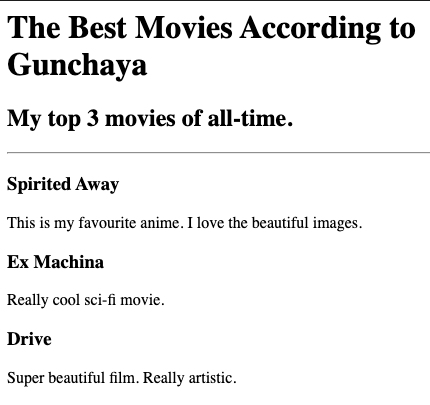 The Best Movies According to
Gunchaya
My top 3 movies of all-time.
Spirited Away
This is my favourite anime. I love the beautiful images.
Ex Machina
Really cool sci-fi movie.
Drive
Super beautiful film. Really artistic.